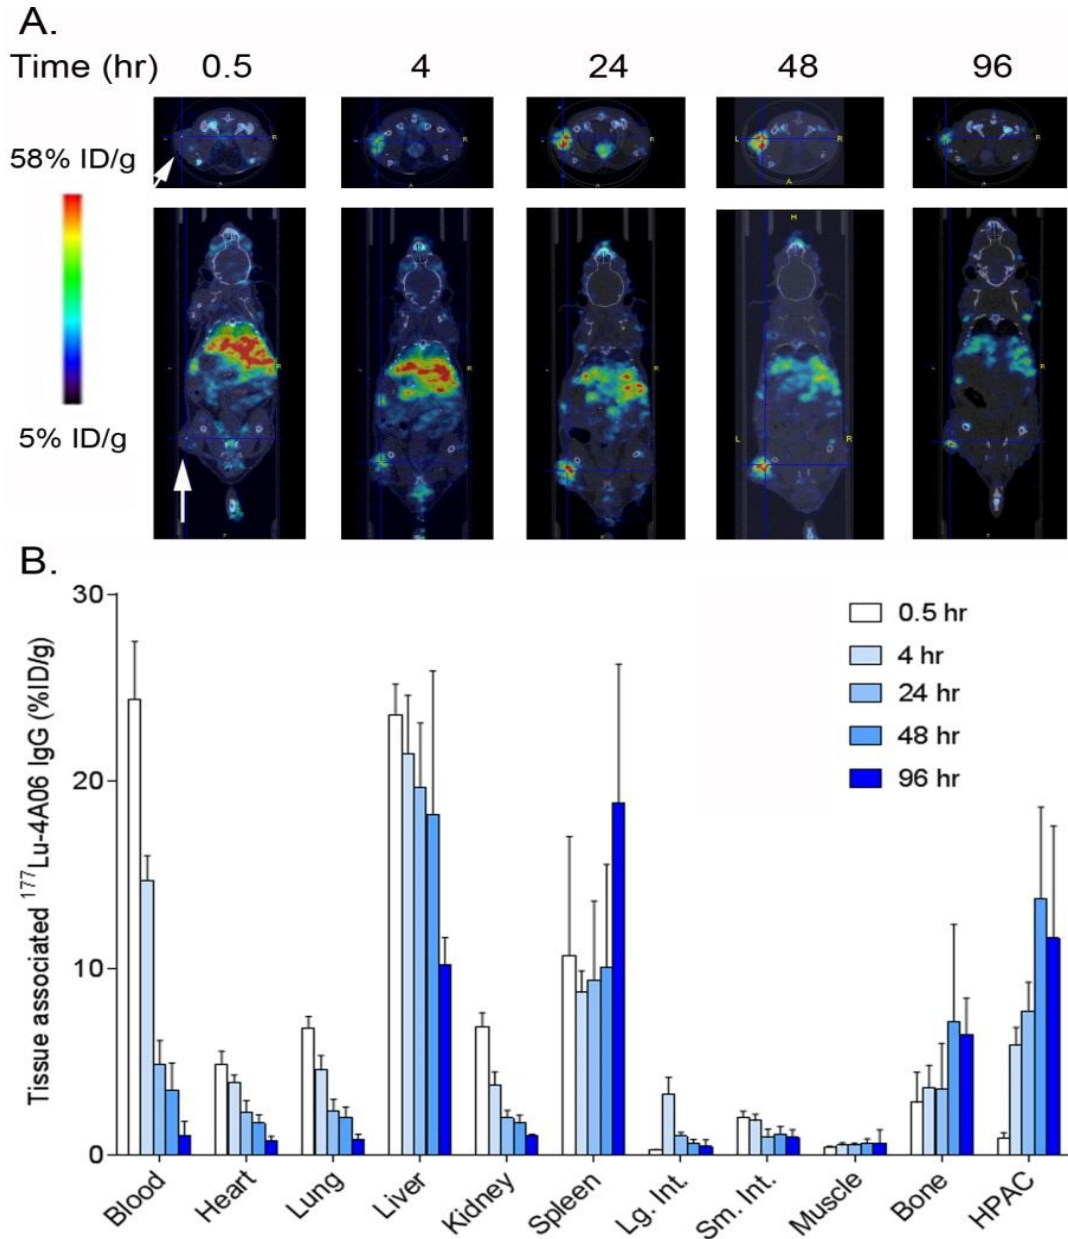 A.
Time (hr) 0.5 4 24 48 96
58% ID/g
5% ID/g
R
R
R
L R
A
R
H
R
R
R
L R
R
B.
Tissue associated ¹⁷⁷Lu-4A06 IgG (%ID/g)
30
20
10
0
0.5 hr
4 hr
24 hr
48 hr
96 hr
Blood Heart Lung Liver Kidney Spleen Lg. Int. Sm. Int. Muscle Bone HPAC